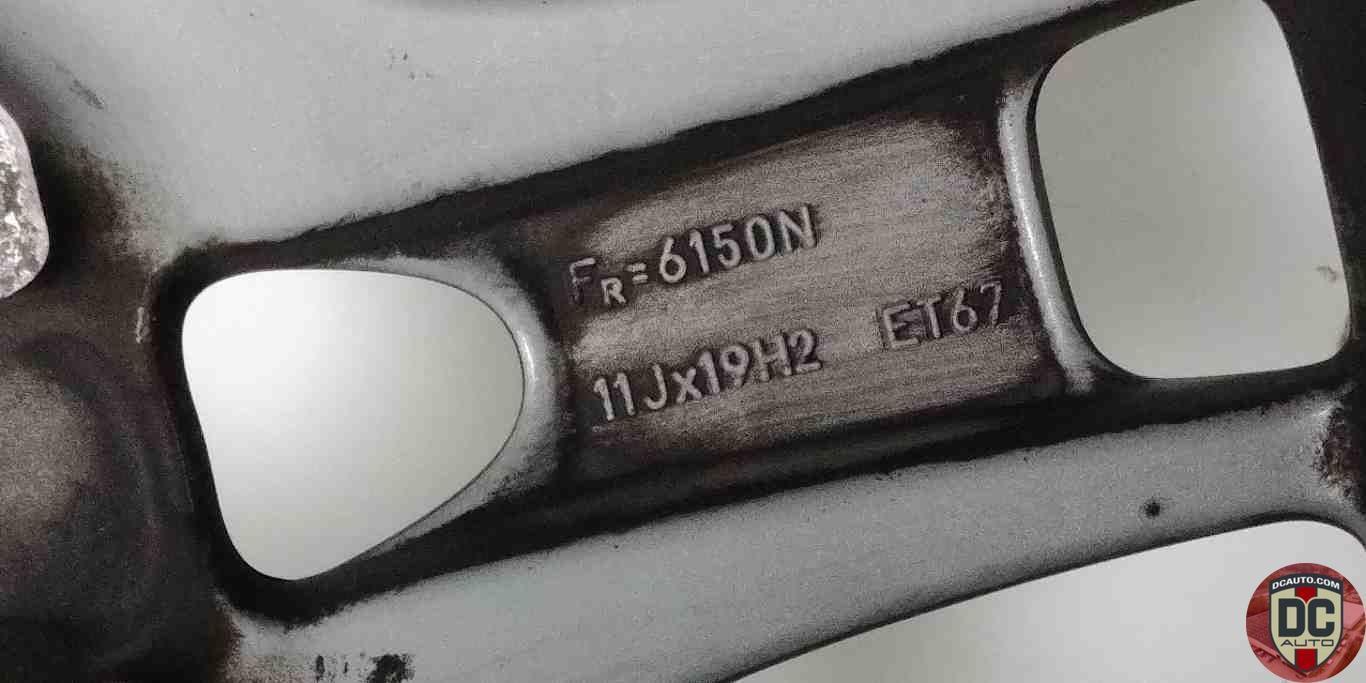 FR=6150N
11Jx19H2 ET67
DCAUTO.COM
DC
AUTO